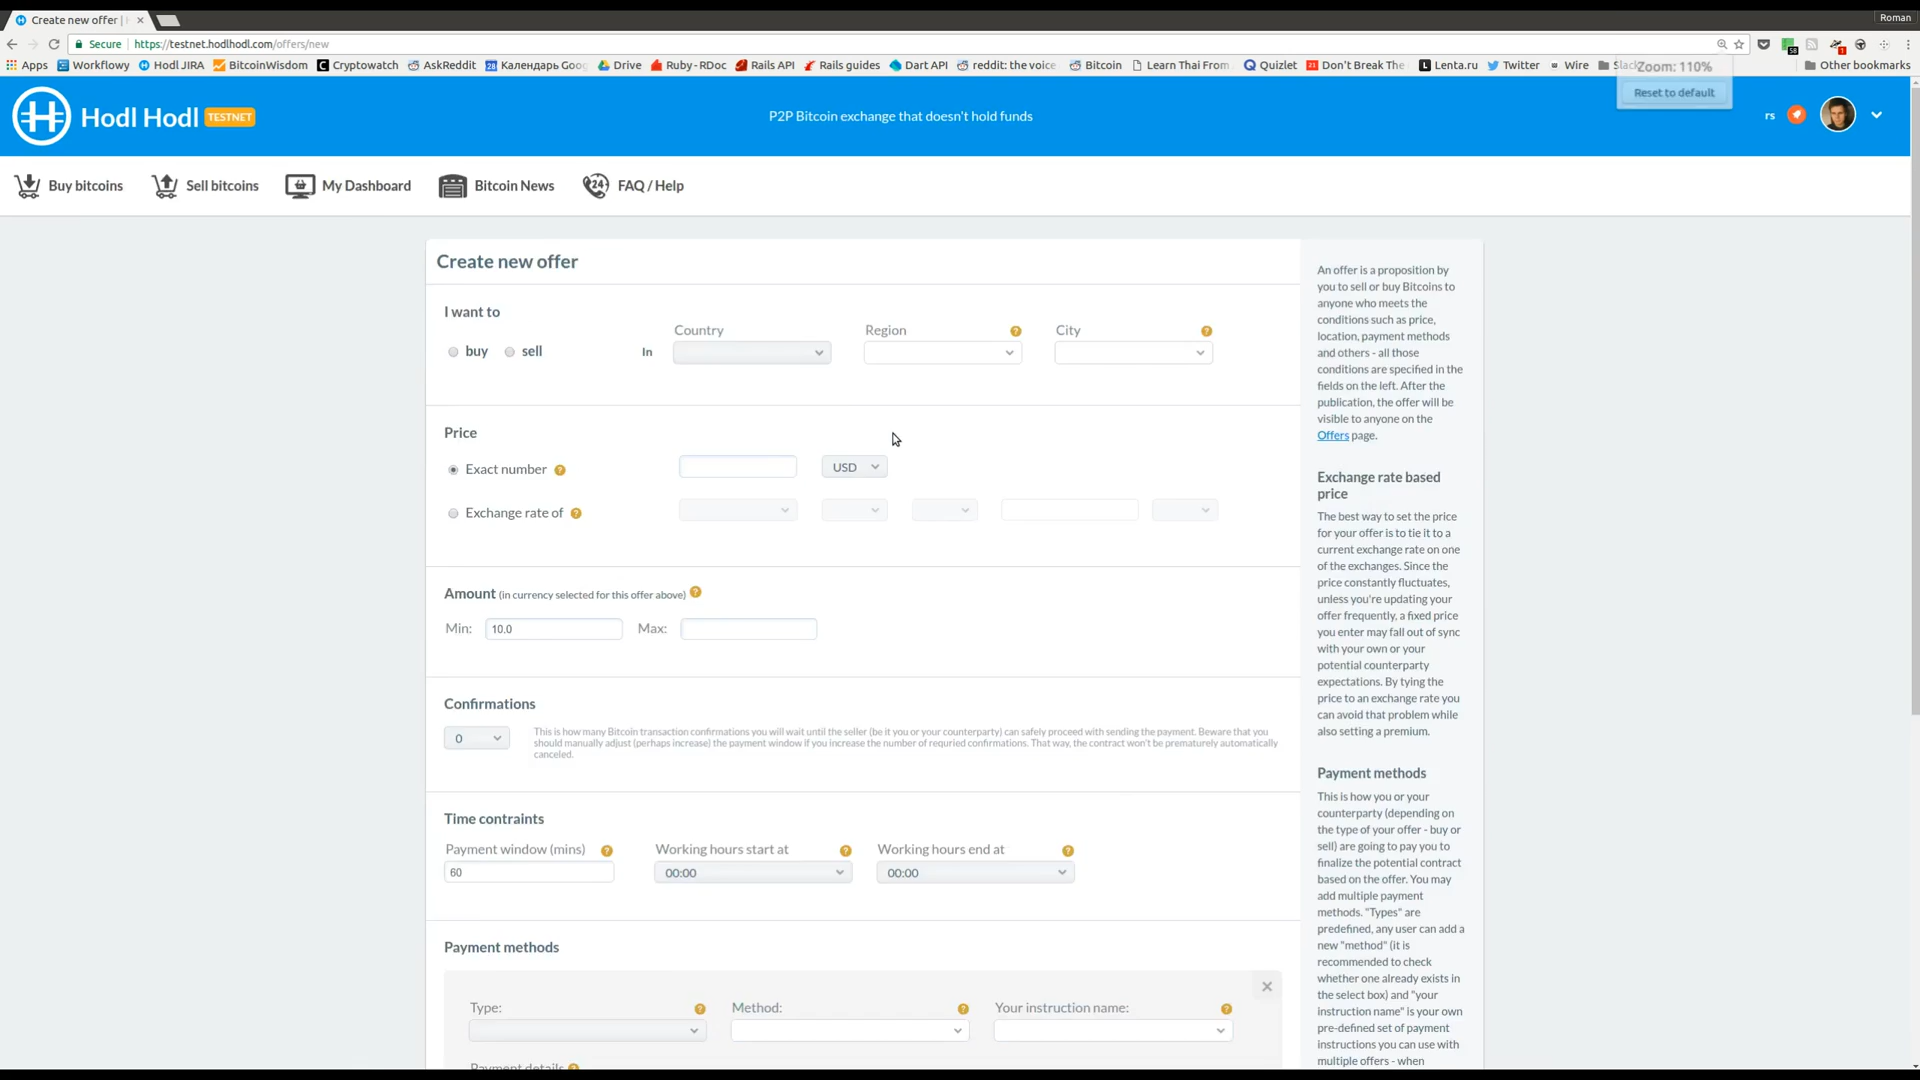 Create new offer |
Roman
Secure | https://testnet.hodlhodl.com/offers/new
58
1
Apps Workflowy Hodl JIRA BitcoinWisdom Cryptowatch AskReddit 28 Календарь Goo Drive Ruby-RDoc Rails API Rails guides Dart API reddit: the voice Bitcoin Learn Thai From Quizlet 21 Don't Break The Lenta.ru Twitter Wire Slack Other bookmarks
Zoom: 110%
Reset to default
Hodl Hodl TESTNET
P2P Bitcoin exchange that doesn't hold funds
rs
Buy bitcoins Sell bitcoins My Dashboard Bitcoin News 24 FAQ / Help
Create new offer
I want to
Country Region ? City ?
buy sell In
Price
Exact number ? USD
Exchange rate of ?
Amount (in currency selected for this offer above) ?
Min: 10.0 Max:
Confirmations
0
This is how many Bitcoin transaction confirmations you will wait until the seller (be it you or your counterparty) can safely proceed with sending the payment. Beware that you
should manually adjust (perhaps increase) the payment window if you increase the number of requried confirmations. That way, the contract won't be prematurely automatically
canceled.
Time contraints
Payment window (mins) ? Working hours start at ? Working hours end at ?
60 00:00 00:00
Payment methods
Type: ? Method: ? Your instruction name: ?
Payment details ?
An offer is a proposition by
you to sell or buy Bitcoins to
anyone who meets the
conditions such as price,
location, payment methods
and others - all those
conditions are specified in the
fields on the left. After the
publication, the offer will be
visible to anyone on the
Offers page.
Exchange rate based
price
The best way to set the price
for your offer is to tie it to a
current exchange rate on one
of the exchanges. Since the
price constantly fluctuates,
unless you're updating your
offer frequently, a fixed price
you enter may fall out of sync
with your own or your
potential counterparty
expectations. By tying the
price to an exchange rate you
can avoid that problem while
also setting a premium.
Payment methods
This is how you or your
counterparty (depending on
the type of your offer - buy or
sell) are going to pay you to
finalize the potential contract
based on the offer. You may
add multiple payment
methods. "Types" are
predefined, any user can add a
new "method" (it is
recommended to check
whether one already exists in
the select box) and "your
instruction name" is your own
pre-defined set of payment
instructions you can use with
multiple offers - when